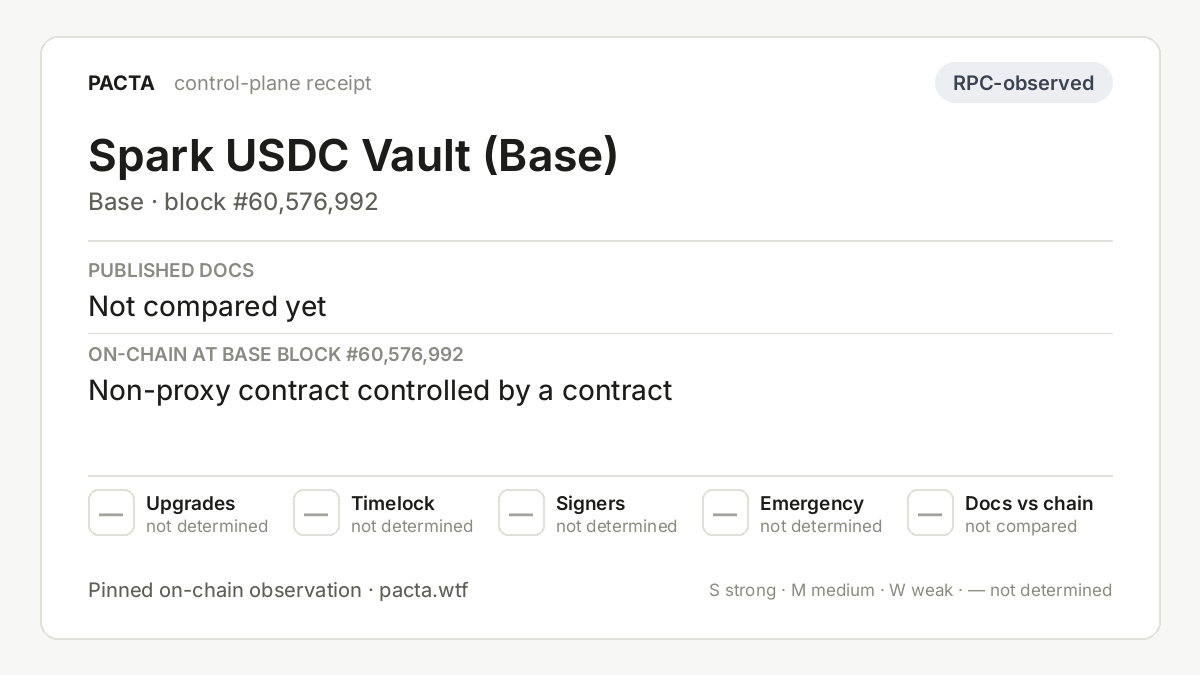 PACTA control-plane receipt RPC-observed
Spark USDC Vault (Base)
Base · block #60,576,992
PUBLISHED DOCS
Not compared yet
ON-CHAIN AT BASE BLOCK #60,576,992
Non-proxy contract controlled by a contract
— Upgrades — Timelock — Signers — Emergency — Docs vs chain
not determined not determined not determined not determined not compared
Pinned on-chain observation · pacta.wtf S strong · M medium · W weak · — not determined